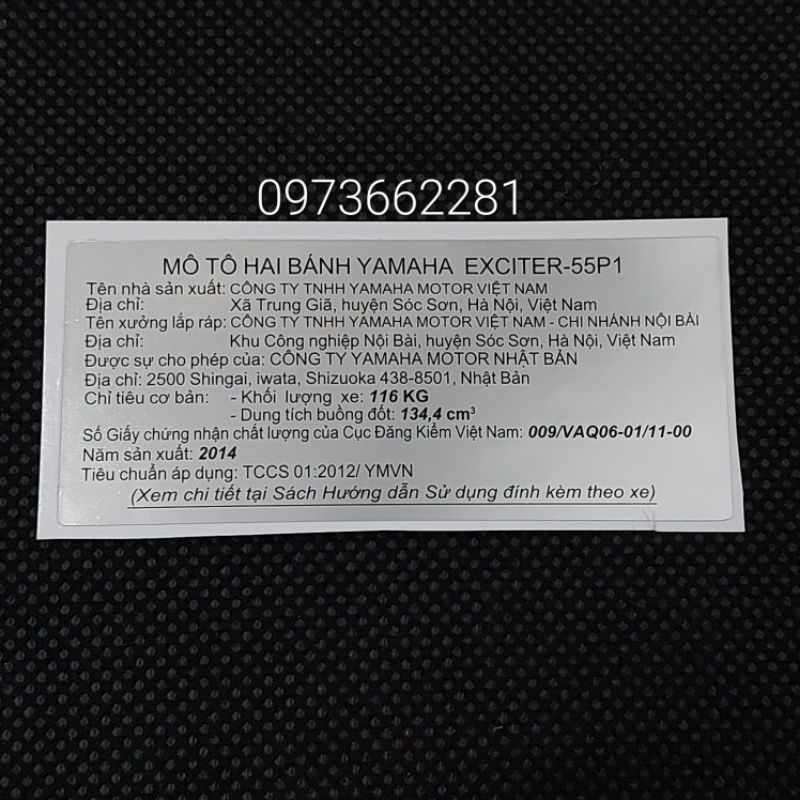 0973662281
MÔ TÔ HAI BÁNH YAMAHA EXCITER-55P1
Tên nhà sản xuất: CÔNG TY TNHH YAMAHA MOTOR VIỆT NAM
Địa chỉ: Xã Trung Giã, huyện Sóc Sơn, Hà Nội, Việt Nam
Tên xưởng lắp ráp: CÔNG TY TNHH YAMAHA MOTOR VIỆT NAM - CHI NHÁNH NỘI BÀI
Địa chỉ: Khu Công nghiệp Nội Bài, huyện Sóc Sơn, Hà Nội, Việt Nam
Được sự cho phép của: CÔNG TY YAMAHA MOTOR NHẬT BẢN
Địa chỉ: 2500 Shingai, iwata, Shizuoka 438-8501, Nhật Bản
Chỉ tiêu cơ bản: - Khối lượng xe: 116 KG
- Dung tích buồng đốt: 134,4 cm³
Số Giấy chứng nhận chất lượng của Cục Đăng Kiểm Việt Nam: 009/VAQ06-01/11-00
Năm sản xuất: 2014
Tiêu chuẩn áp dụng: TCCS 01:2012/ YMVN
(Xem chi tiết tại Sách Hướng dẫn Sử dụng đính kèm theo xe)